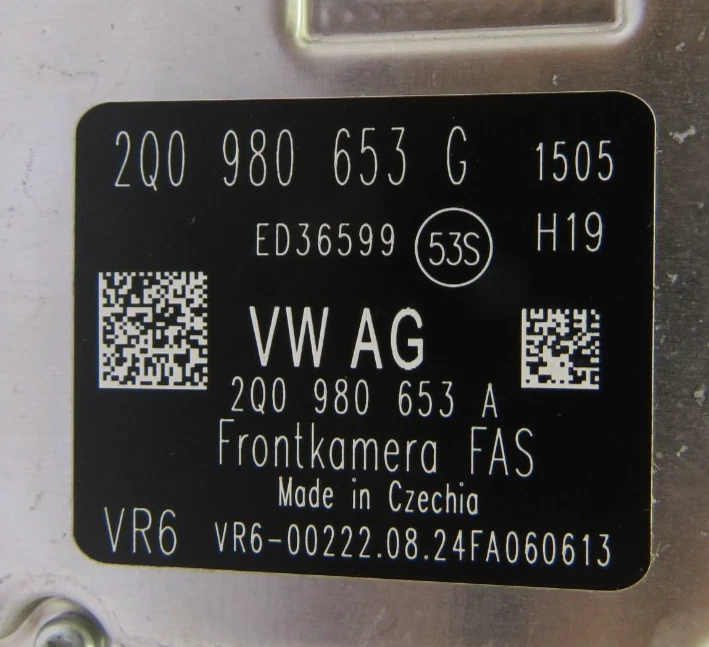 2Q0 980 653 G 1505
ED36599 53S H19
VW AG
2Q0 980 653 A
Frontkamera FAS
Made in Czechia
VR6 VR6-00222.08.24FA060613